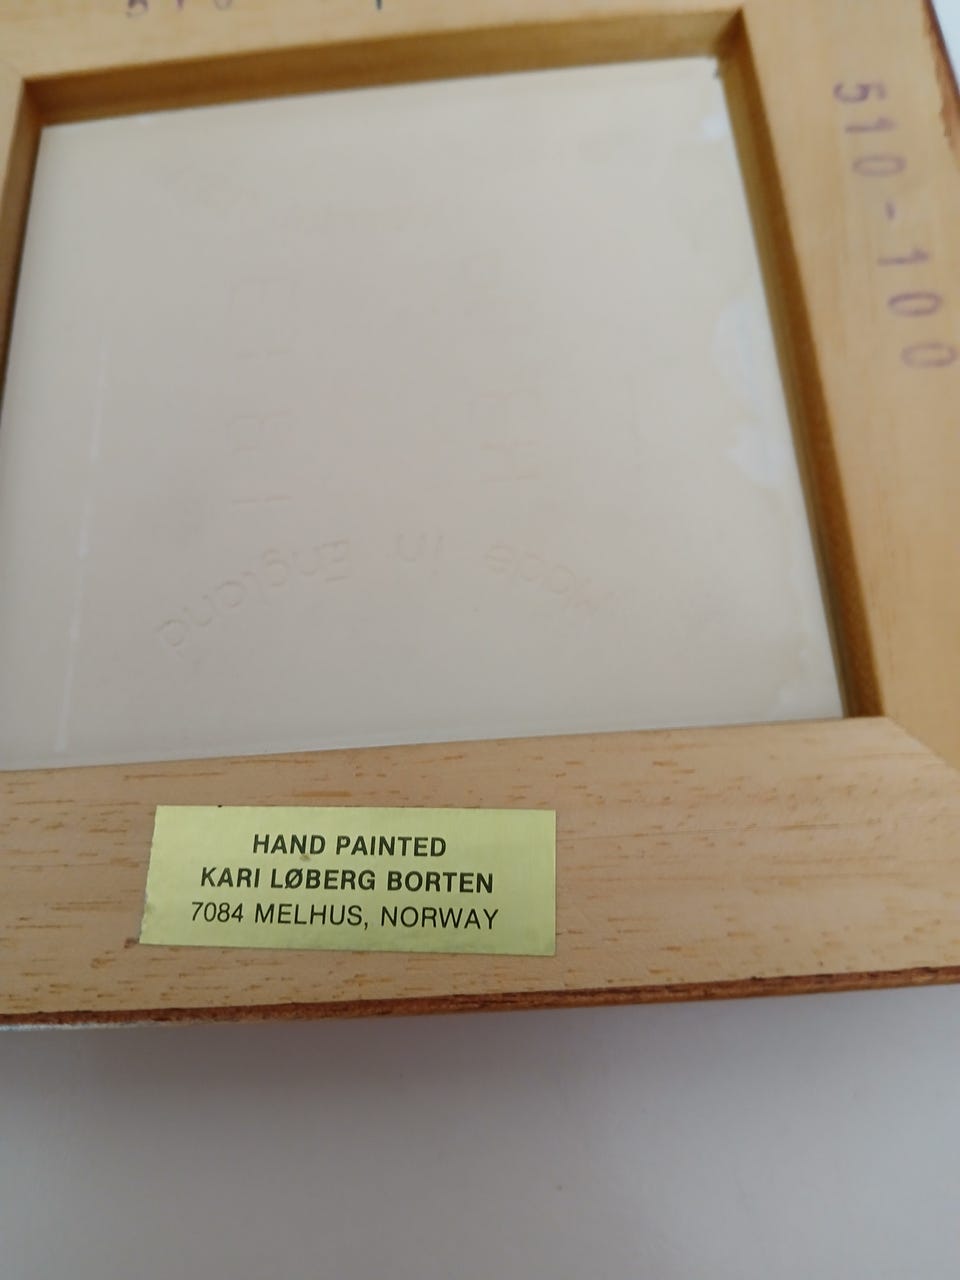 510-100
Made in England
HAND PAINTED
KARI LØBERG BORTEN
7084 MELHUS, NORWAY